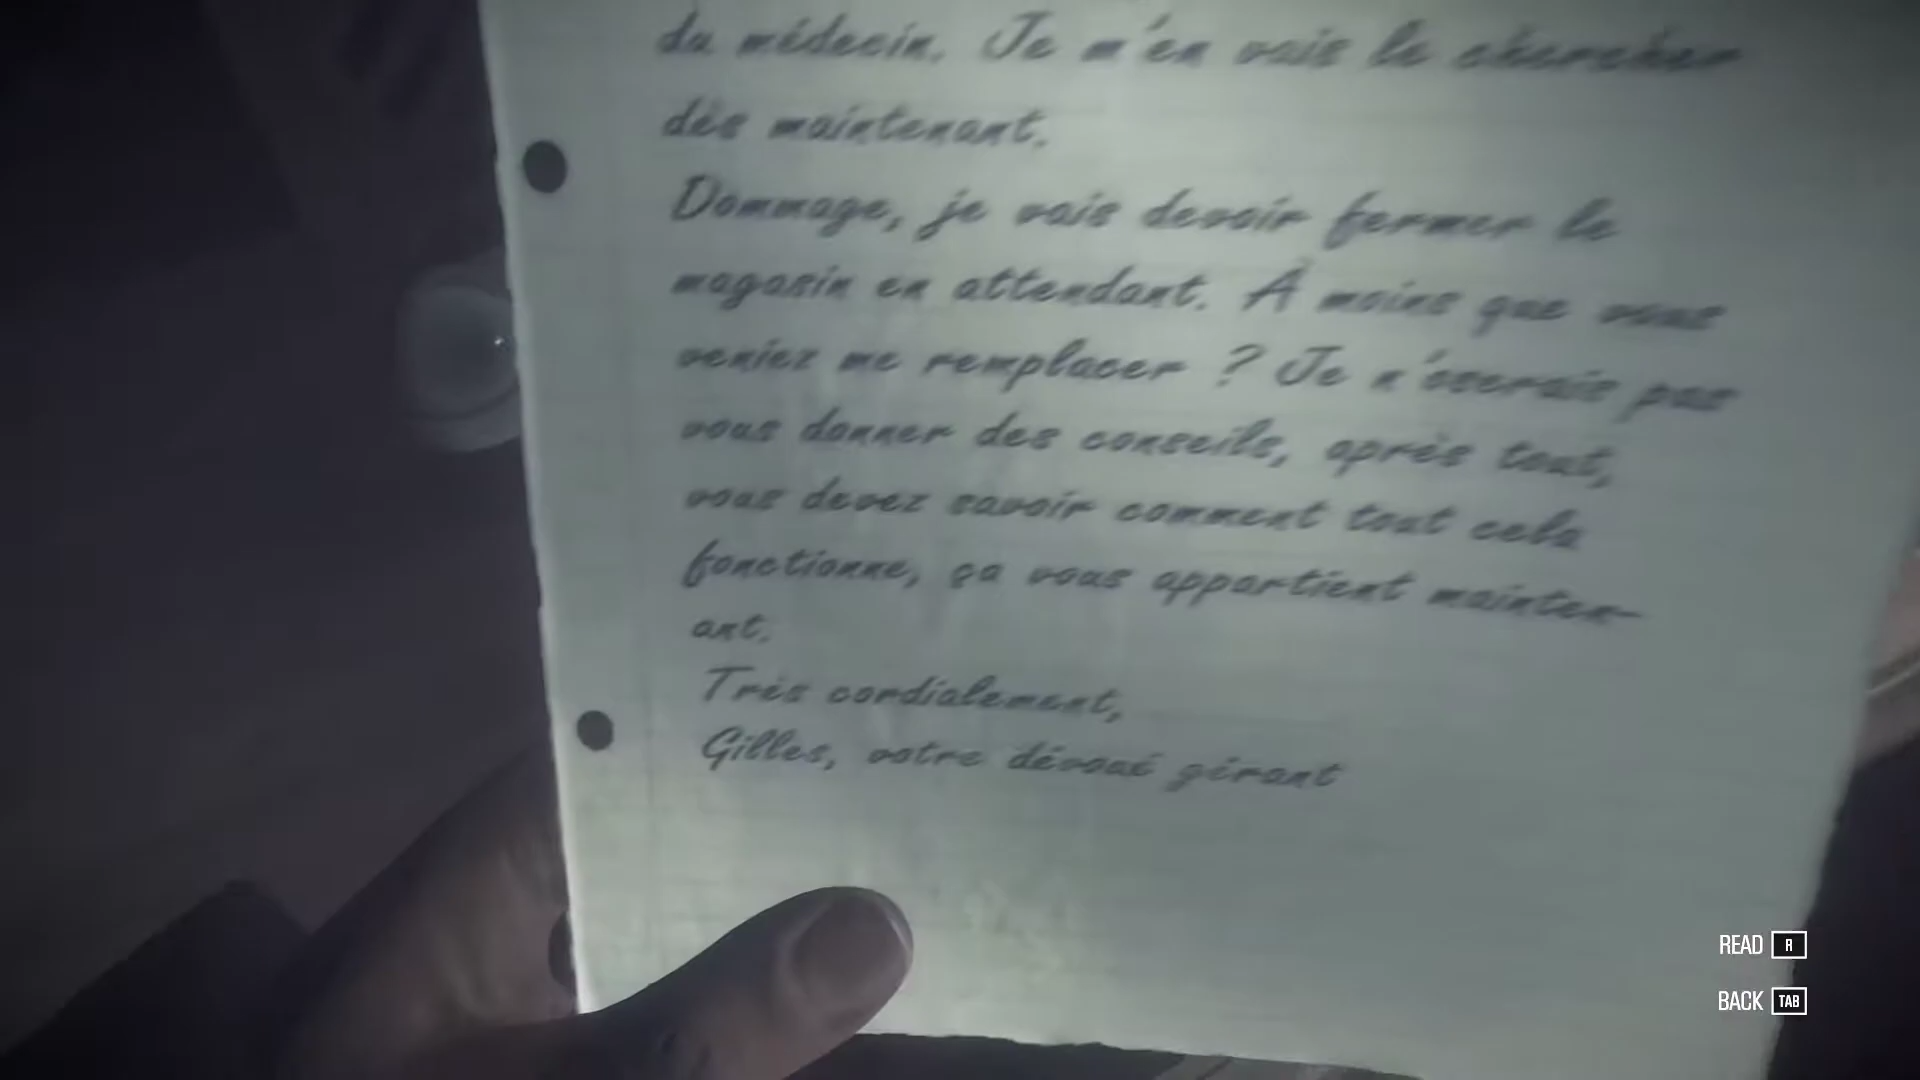 du médecin. Je m'en vais le chercher
dès maintenant.
Dommage, je vais devoir fermer le
magasin en attendant. À moins que vous
veniez me remplacer ? Je n'oserais pas
vous donner des conseils, après tout,
vous devez savoir comment tout cela
fonctionne, ça vous appartient mainten-
ant.
Très cordialement,
Gilles, votre dévoué gérant
READ R
BACK TAB